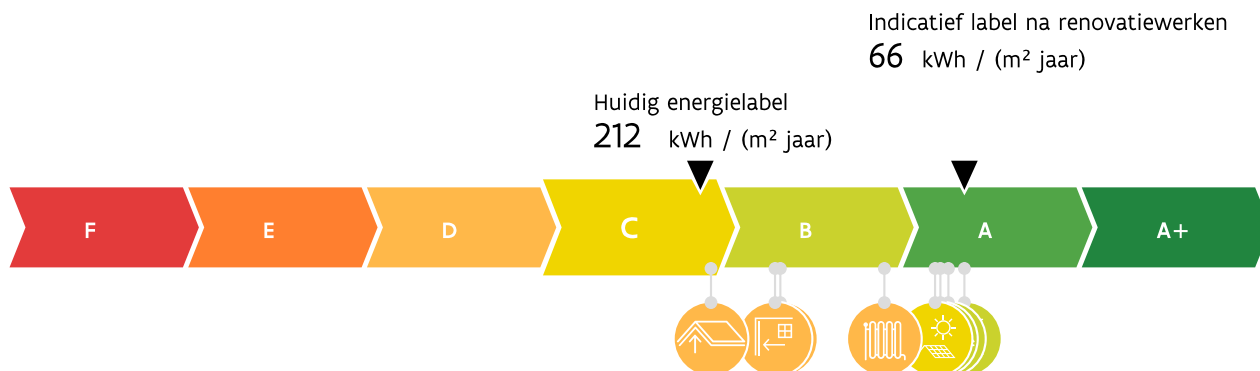 Indicatief label na renovatiewerken
66 kWh / (m² jaar)
Huidig energielabel
212 kWh / (m² jaar)
F E D C B A A+